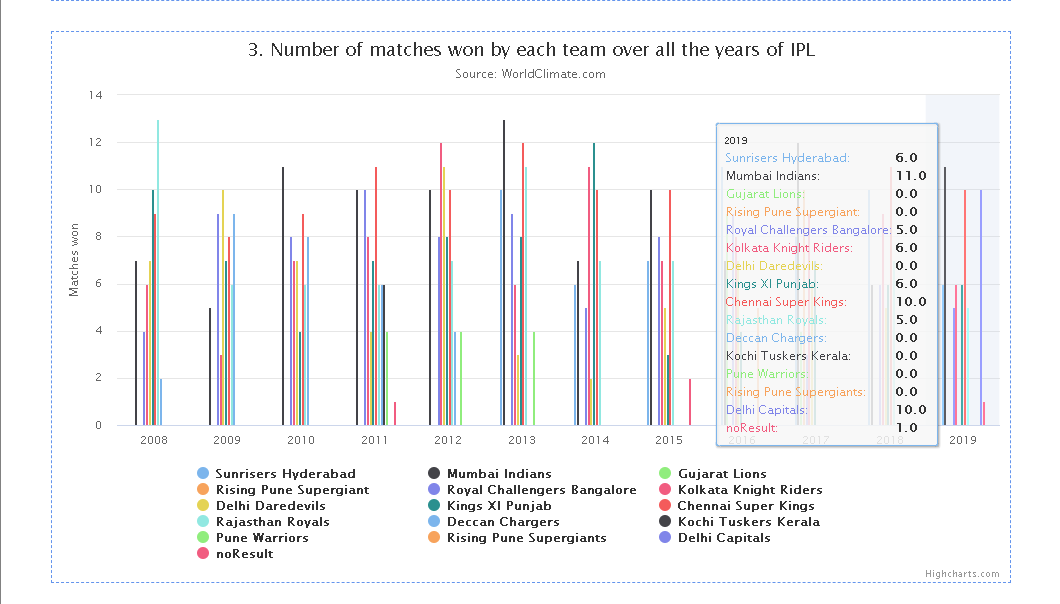 3. Number of matches won by each team over all the years of IPL
Source: WorldClimate.com
Matches won
14
12
10
8
6
4
2
0
2008 2009 2010 2011 2012 2013 2014 2015 2016 2017 2018 2019
2019
Sunrisers Hyderabad: 6.0
Mumbai Indians: 11.0
Gujarat Lions: 0.0
Rising Pune Supergiant: 0.0
Royal Challengers Bangalore: 5.0
Kolkata Knight Riders: 6.0
Delhi Daredevils: 0.0
Kings XI Punjab: 6.0
Chennai Super Kings: 10.0
Rajasthan Royals: 5.0
Deccan Chargers: 0.0
Kochi Tuskers Kerala: 0.0
Pune Warriors: 0.0
Rising Pune Supergiants: 0.0
Delhi Capitals: 10.0
noResult: 1.0
Sunrisers Hyderabad Mumbai Indians Gujarat Lions
Rising Pune Supergiant Royal Challengers Bangalore Kolkata Knight Riders
Delhi Daredevils Kings XI Punjab Chennai Super Kings
Rajasthan Royals Deccan Chargers Kochi Tuskers Kerala
Pune Warriors Rising Pune Supergiants Delhi Capitals
noResult
Highcharts.com